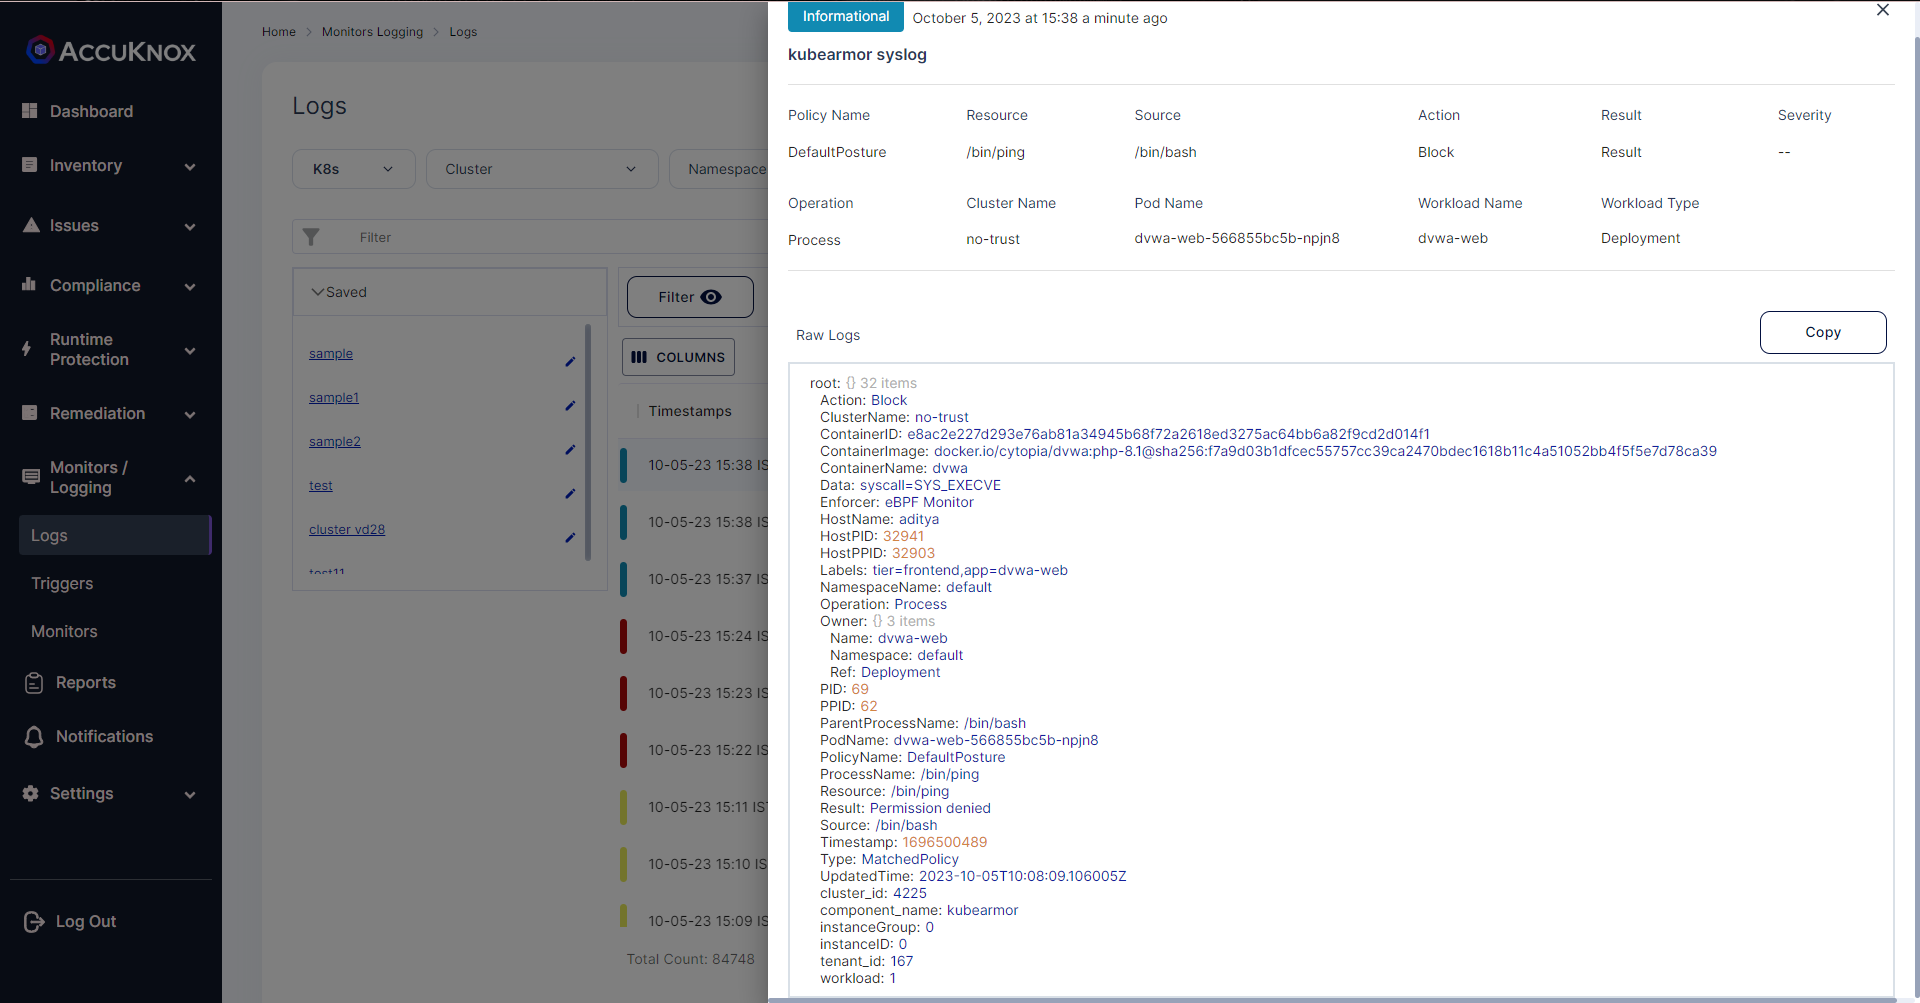 ACCUKNOX
Dashboard
Inventory
Issues
Compliance
Runtime
Protection
Remediation
Monitors /
Logging
Logs
Triggers
Monitors
Reports
Notifications
Settings
Log Out
Home > Monitors Logging > Logs
Logs
K8s
Cluster
Namespace
Filter
Saved
sample
sample1
sample2
test
cluster vd28
test11
Filter
COLUMNS
Timestamps
10-05-23 15:38 IS
10-05-23 15:38 IS
10-05-23 15:37 IS
10-05-23 15:24 IS
10-05-23 15:23 IS
10-05-23 15:22 IS
10-05-23 15:11 IST
10-05-23 15:10 IS
10-05-23 15:09 IS
Total Count: 84748
Informational October 5, 2023 at 15:38 a minute ago
kubearmor syslog
Policy Name Resource Source Action Result Severity
DefaultPosture /bin/ping /bin/bash Block Result --
Operation Cluster Name Pod Name Workload Name Workload Type
Process no-trust dvwa-web-566855bc5b-npjn8 dvwa-web Deployment
Raw Logs
Copy
root: {} 32 items
Action: Block
ClusterName: no-trust
ContainerID: e8ac2e227d293e76ab81a34945b68f72a2618ed3275ac64bb6a82f9cd2d014f1
ContainerImage: docker.io/cytopia/dvwa:php-8.1@sha256:f7a9d03b1dfcec55757cc39ca2470bdec1618b11c4a51052bb4f5f5e7d78ca39
ContainerName: dvwa
Data: syscall=SYS_EXECVE
Enforcer: eBPF Monitor
HostName: aditya
HostPID: 32941
HostPPID: 32903
Labels: tier=frontend,app=dvwa-web
NamespaceName: default
Operation: Process
Owner: {} 3 items
Name: dvwa-web
Namespace: default
Ref: Deployment
PID: 69
PPID: 62
ParentProcessName: /bin/bash
PodName: dvwa-web-566855bc5b-npjn8
PolicyName: DefaultPosture
ProcessName: /bin/ping
Resource: /bin/ping
Result: Permission denied
Source: /bin/bash
Timestamp: 1696500489
Type: MatchedPolicy
UpdatedTime: 2023-10-05T10:08:09.106005Z
cluster_id: 4225
component_name: kubearmor
instanceGroup: 0
instanceID: 0
tenant_id: 167
workload: 1